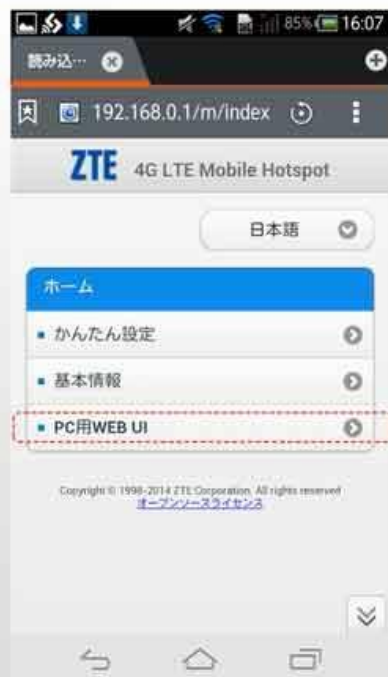 85% 16:07
読み込…
192.168.0.1/m/index
ZTE 4G LTE Mobile Hotspot
日本語
ホーム
かんたん設定
基本情報
PC用WEB UI
Copyright © 1998-2014 ZTE Corporation. All rights reserved
オープンソースライセンス